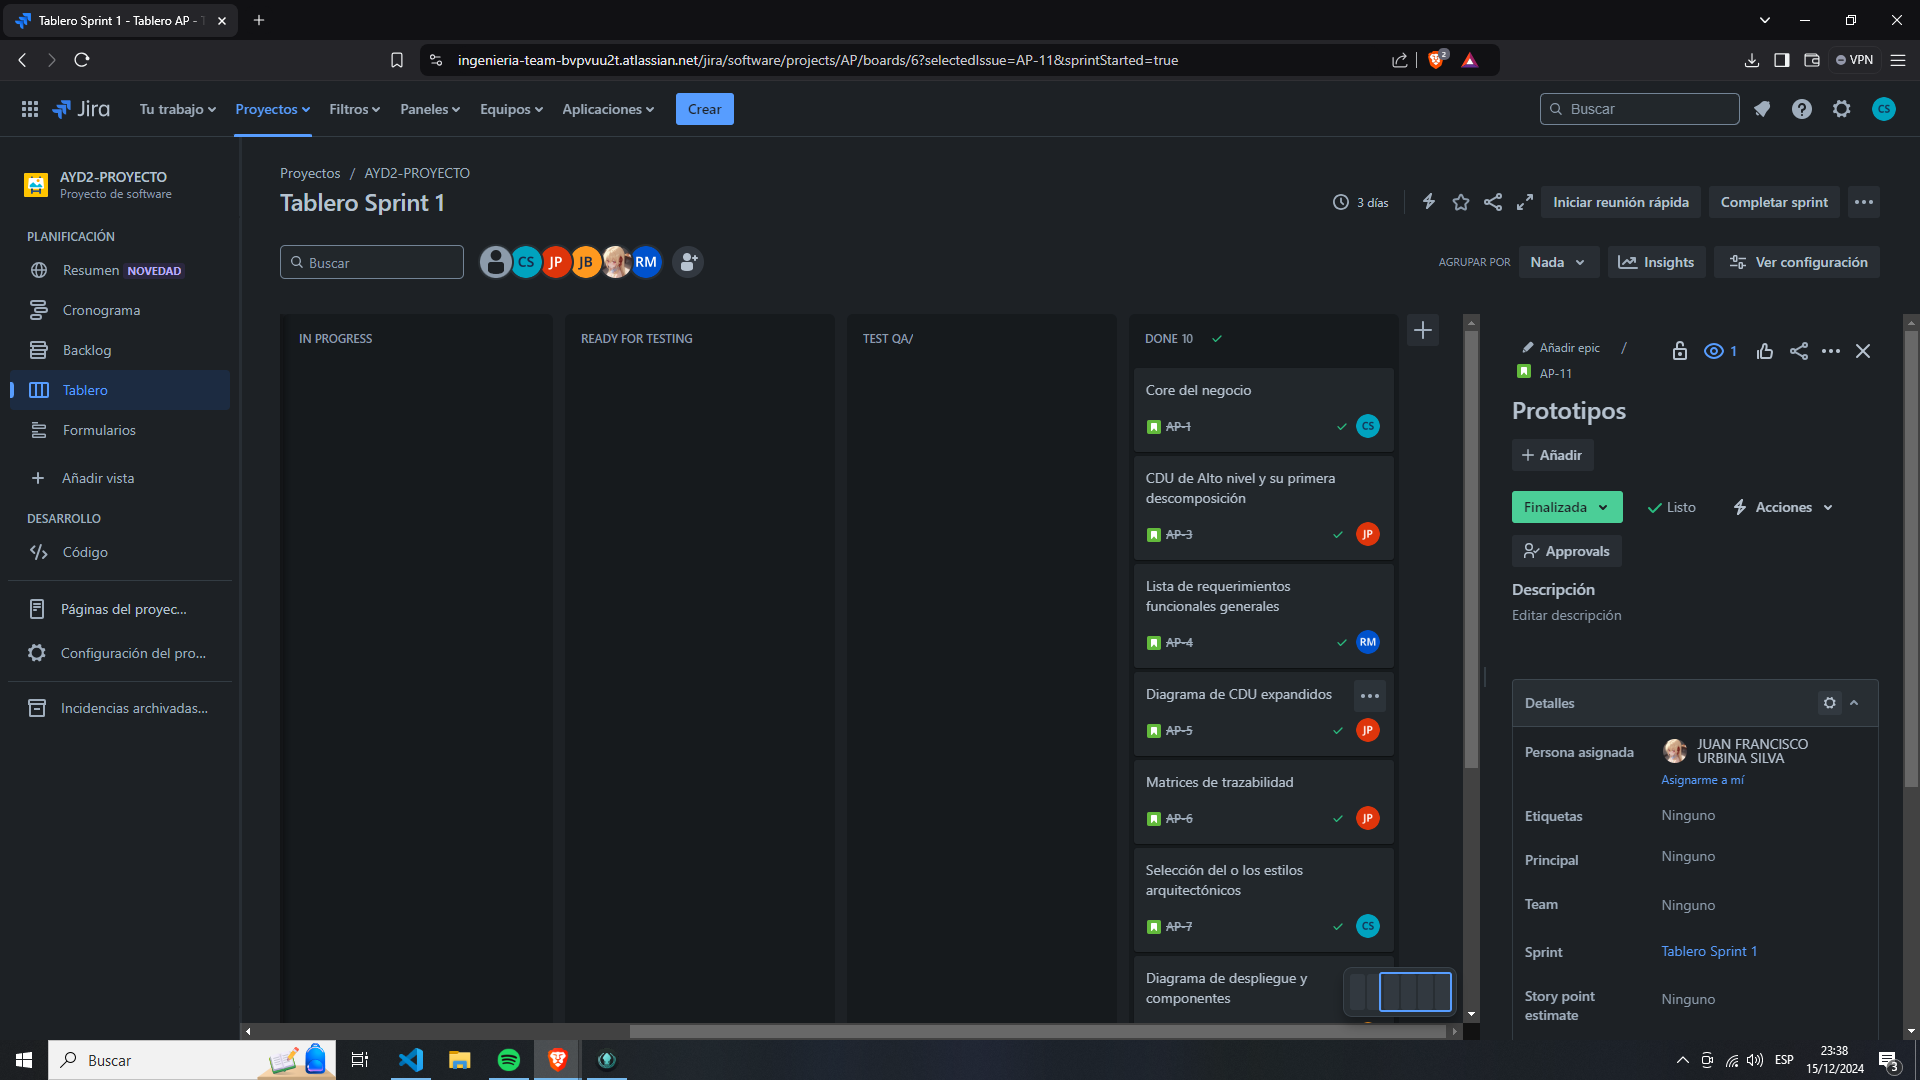 Tablero Sprint 1 - Tablero AP -
ingenieria-team-bvpvuu2t.atlassian.net/jira/software/projects/AP/boards/6?selectedIssue=AP-11&sprintStarted=true
2
VPN
Jira
Tu trabajo
Proyectos
Filtros
Paneles
Equipos
Aplicaciones
Crear
Buscar
CS
AYD2-PROYECTO
Proyecto de software
PLANIFICACIÓN
Resumen NOVEDAD
Cronograma
Backlog
Tablero
Formularios
Añadir vista
DESARROLLO
Código
Páginas del proyec...
Configuración del pro...
Incidencias archivadas...
Proyectos / AYD2-PROYECTO
Tablero Sprint 1
3 días
Iniciar reunión rápida
Completar sprint
Buscar
CS
JP
JB
RM
AGRUPAR POR
Nada
Insights
Ver configuración
IN PROGRESS
READY FOR TESTING
TEST QA/
DONE 10
Core del negocio
AP-1
CS
CDU de Alto nivel y su primera
descomposición
AP-3
JP
Lista de requerimientos
funcionales generales
AP-4
RM
Diagrama de CDU expandidos
AP-5
JP
Matrices de trazabilidad
AP-6
JP
Selección del o los estilos
arquitectónicos
AP-7
CS
Diagrama de despliegue y
componentes
Añadir epic /
AP-11
1
Prototipos
Añadir
Finalizada
Listo
Acciones
Approvals
Descripción
Editar descripción
Detalles
Persona asignada
JUAN FRANCISCO
URBINA SILVA
Asignarme a mí
Etiquetas
Ninguno
Principal
Ninguno
Team
Ninguno
Sprint
Tablero Sprint 1
Story point
estimate
Ninguno
Buscar
ESP
23:38
15/12/2024
3